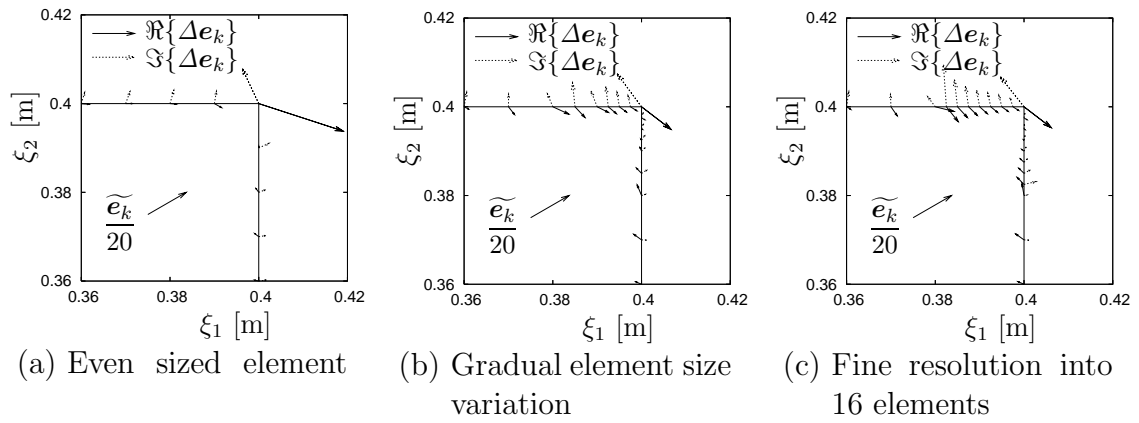 ℜ{Δe_k}
ℑ{Δe_k}
0.42
0.4
0.38
0.36
ξ₂ [m]
ẽ_k
20
0.36 0.38 0.4 0.42
ξ₁ [m]
(a) Even sized element
ℜ{Δe_k}
ℑ{Δe_k}
0.42
0.4
0.38
0.36
ξ₂ [m]
ẽ_k
20
0.36 0.38 0.4 0.42
ξ₁ [m]
(b) Gradual element size
variation
ℜ{Δe_k}
ℑ{Δe_k}
0.42
0.4
0.38
0.36
ξ₂ [m]
ẽ_k
20
0.36 0.38 0.4 0.42
ξ₁ [m]
(c) Fine resolution into
16 elements